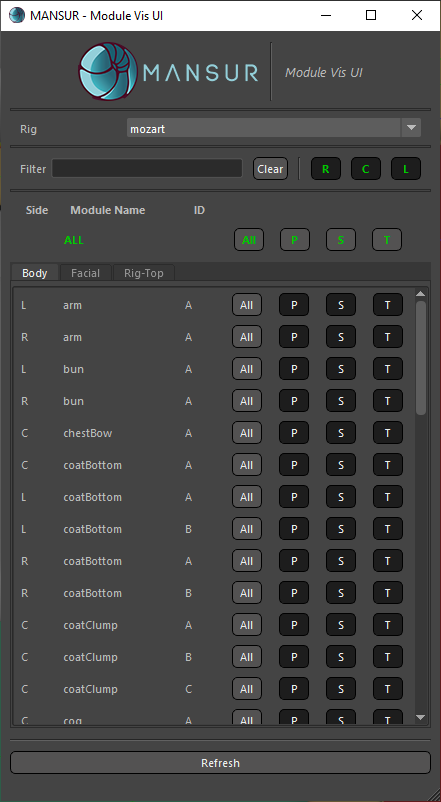 MANSUR - Module Vis UI
MANSUR Module Vis UI
Rig mozart
Filter Clear R C L
Side Module Name ID
ALL All P S T
Body Facial Rig-Top
L arm A All P S T
R arm A All P S T
L bun A All P S T
R bun A All P S T
C chestBow A All P S T
C coatBottom A All P S T
L coatBottom A All P S T
L coatBottom B All P S T
R coatBottom A All P S T
R coatBottom B All P S T
C coatClump A All P S T
C coatClump B All P S T
C coatClump C All P S T
C cog A All P S T
Refresh